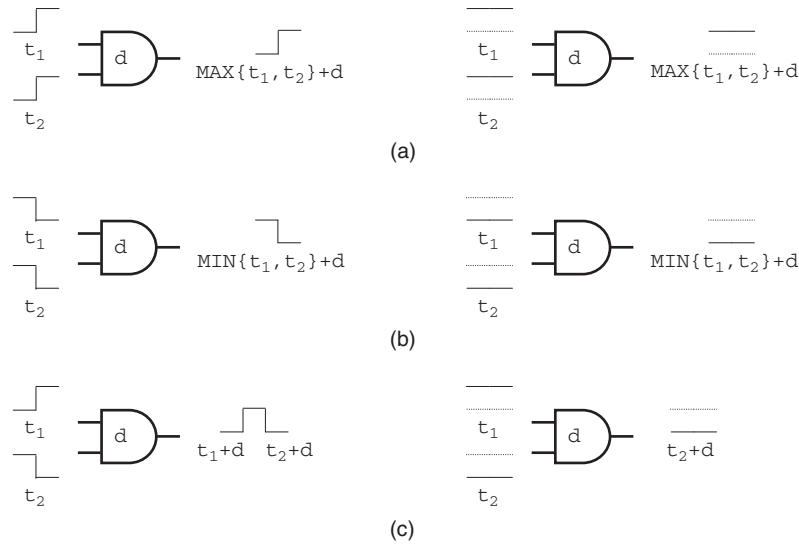 t1 d MAX{t1,t2}+d t1 d MAX{t1,t2}+d
t2 t2
(a)
t1 d MIN{t1,t2}+d t1 d MIN{t1,t2}+d
t2 t2
(b)
t1 d t1+d t2+d t1 d t2+d
t2 t2
(c)